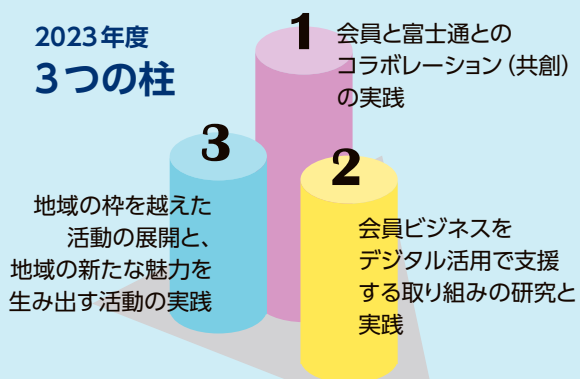 2023年度
3つの柱
1
会員と富士通との
コラボレーション（共創）
の実践
2
会員ビジネスを
デジタル活用で支援
する取り組みの研究と
実践
3
地域の枠を越えた
活動の展開と、
地域の新たな魅力を
生み出す活動の実践